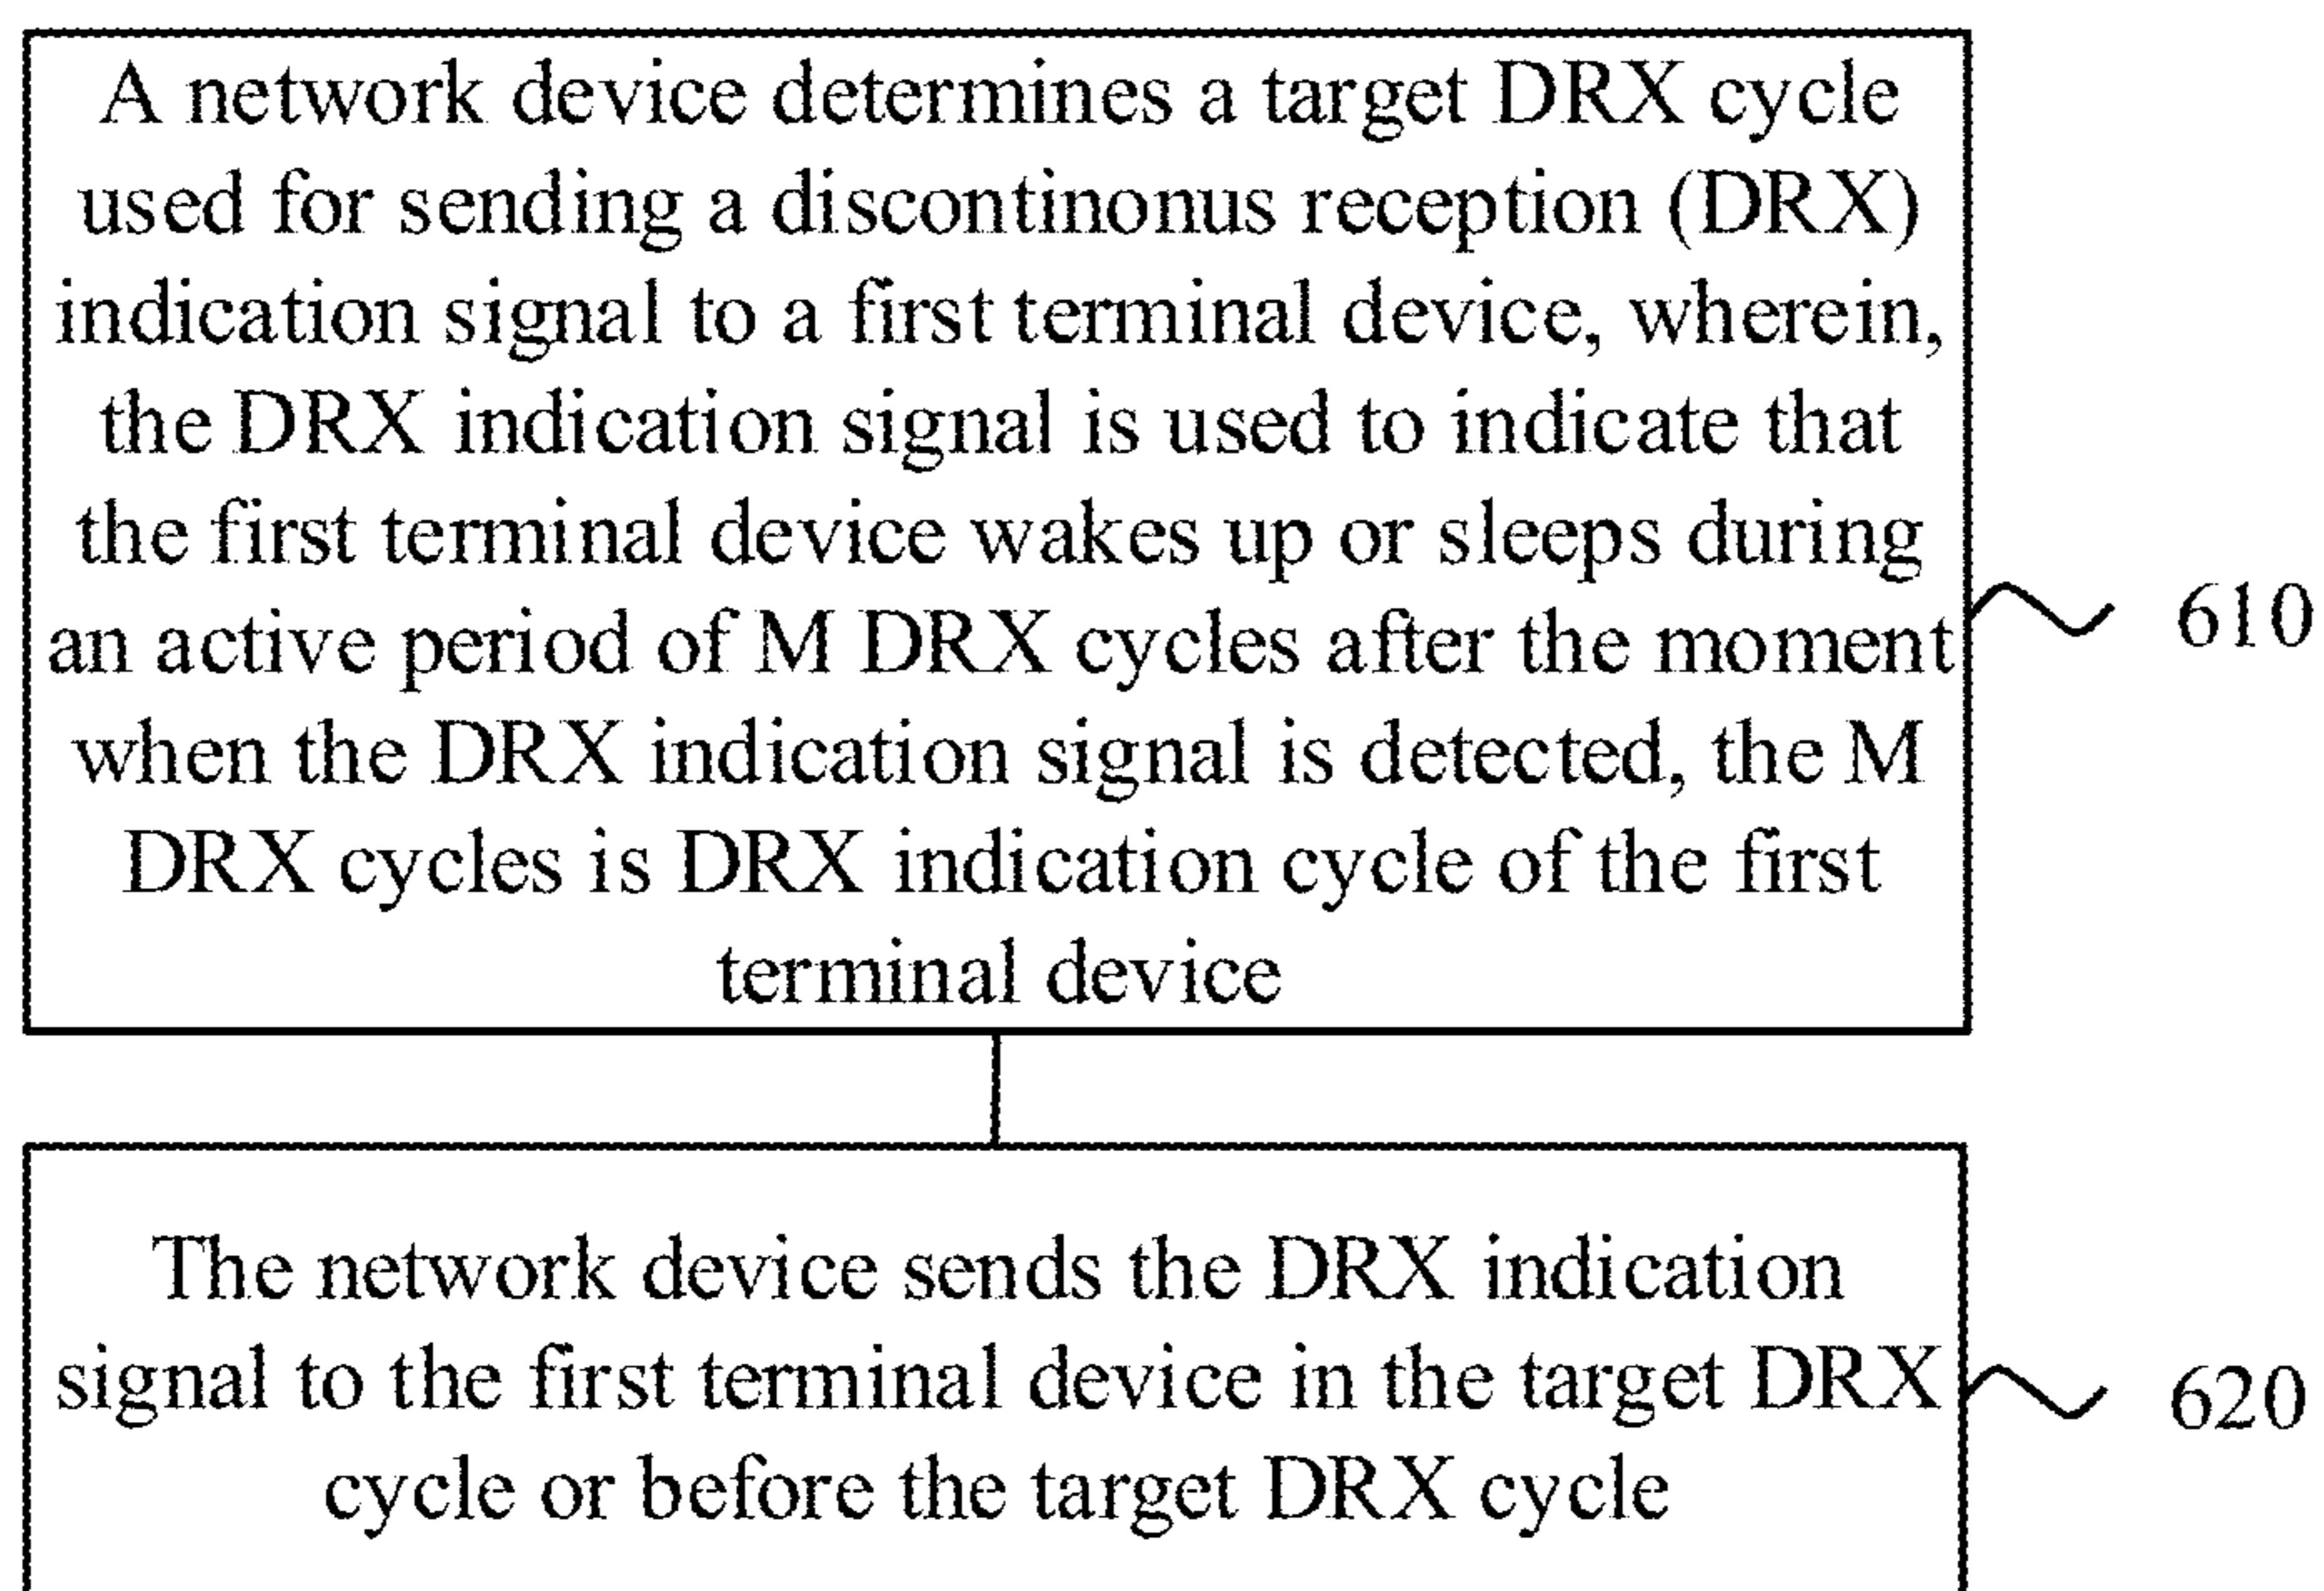 A network device determines a target DRX cycle
used for sending a discontinonus reception (DRX)
indication signal to a first terminal device, wherein,
the DRX indication signal is used to indicate that
the first terminal device wakes up or sleeps during
an active period of M DRX cycles after the moment
when the DRX indication signal is detected, the M
DRX cycles is DRX indication cycle of the first
terminal device
610
The network device sends the DRX indication
signal to the first terminal device in the target DRX
cycle or before the target DRX cycle
620